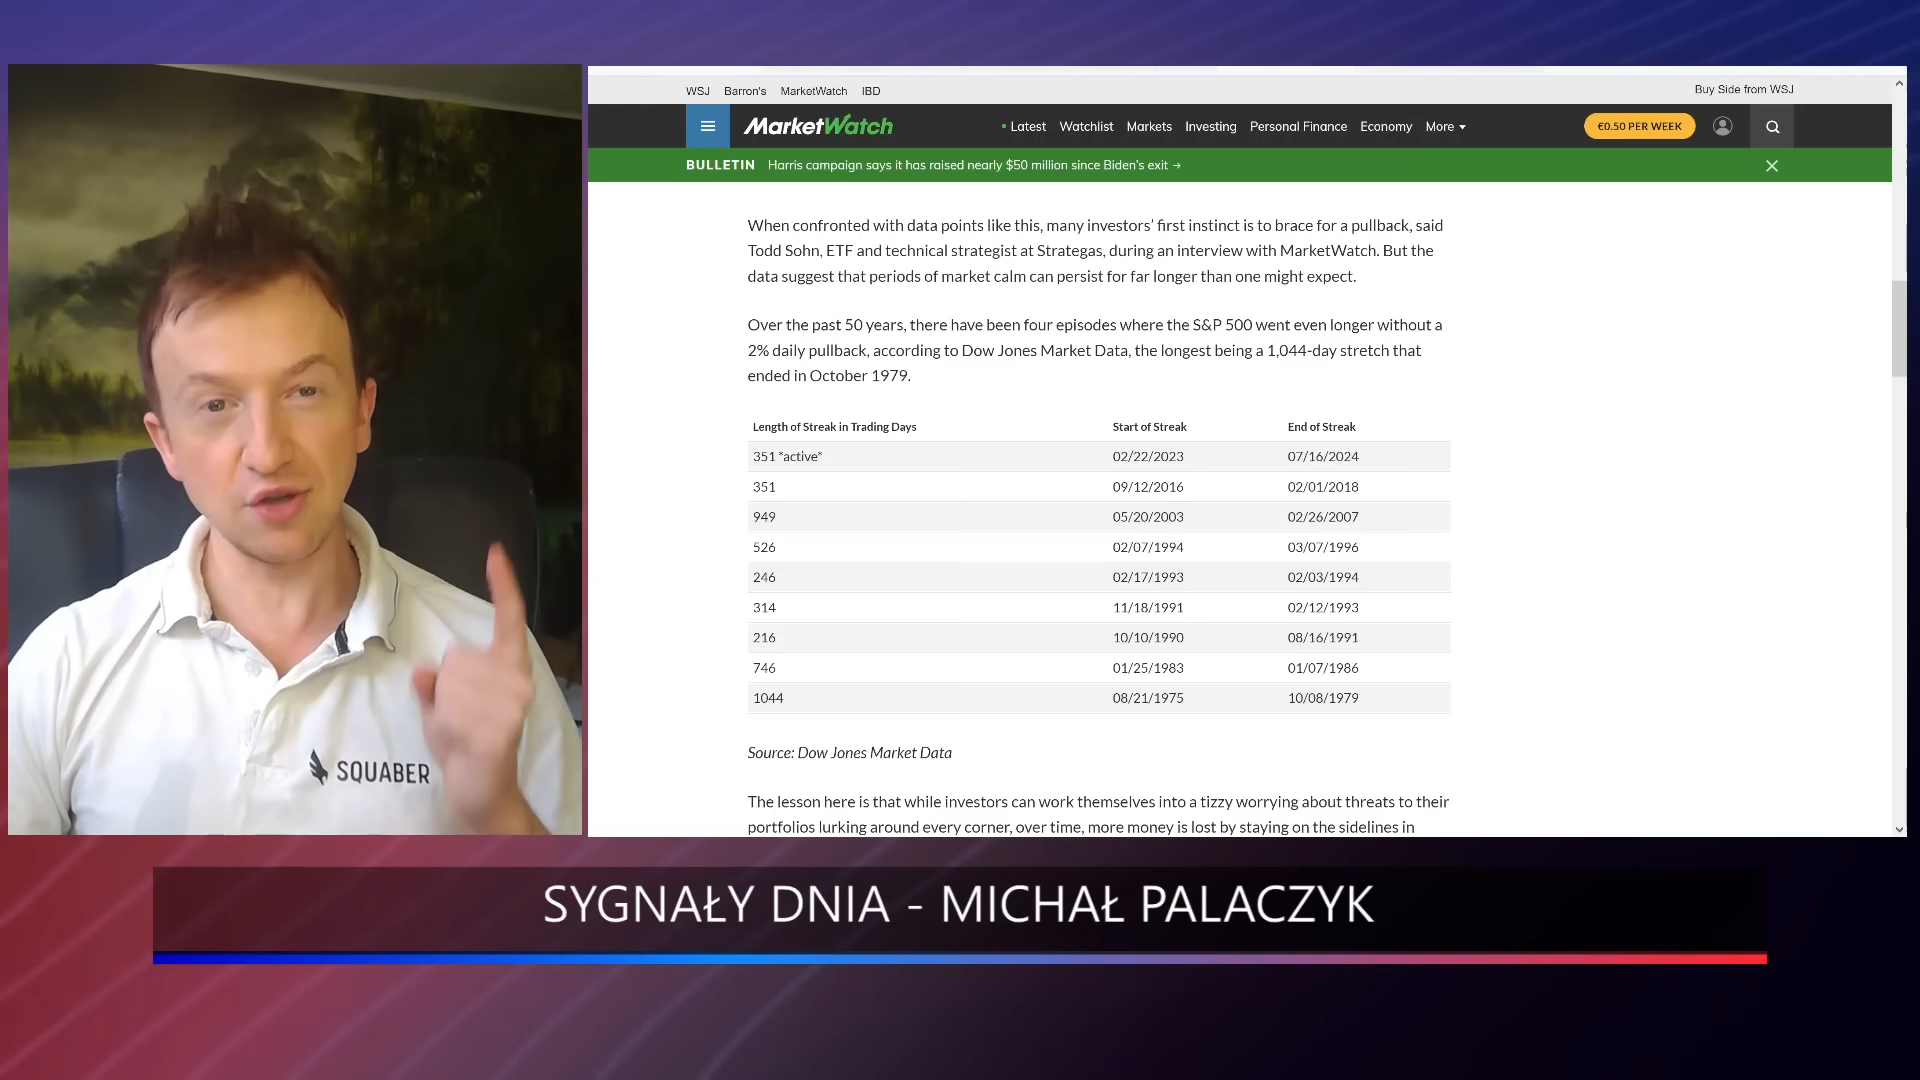 WSJ Barron's MarketWatch IBD Buy Side from WSJ
MarketWatch • Latest Watchlist Markets Investing Personal Finance Economy More €0.50 PER WEEK
BULLETIN Harris campaign says it has raised nearly $50 million since Biden's exit →
When confronted with data points like this, many investors’ first instinct is to brace for a pullback, said
Todd Sohn, ETF and technical strategist at Strategas, during an interview with MarketWatch. But the
data suggest that periods of market calm can persist for far longer than one might expect.
Over the past 50 years, there have been four episodes where the S&P 500 went even longer without a
2% daily pullback, according to Dow Jones Market Data, the longest being a 1,044-day stretch that
ended in October 1979.
Length of Streak in Trading Days Start of Streak End of Streak
351 *active* 02/22/2023 07/16/2024
351 09/12/2016 02/01/2018
949 05/20/2003 02/26/2007
526 02/07/1994 03/07/1996
246 02/17/1993 02/03/1994
314 11/18/1991 02/12/1993
216 10/10/1990 08/16/1991
746 01/25/1983 01/07/1986
1044 08/21/1975 10/08/1979
Source: Dow Jones Market Data
The lesson here is that while investors can work themselves into a tizzy worrying about threats to their
portfolios lurking around every corner, over time, more money is lost by staying on the sidelines in
SQUABER
SYGNAŁY DNIA - MICHAŁ PALACZYK